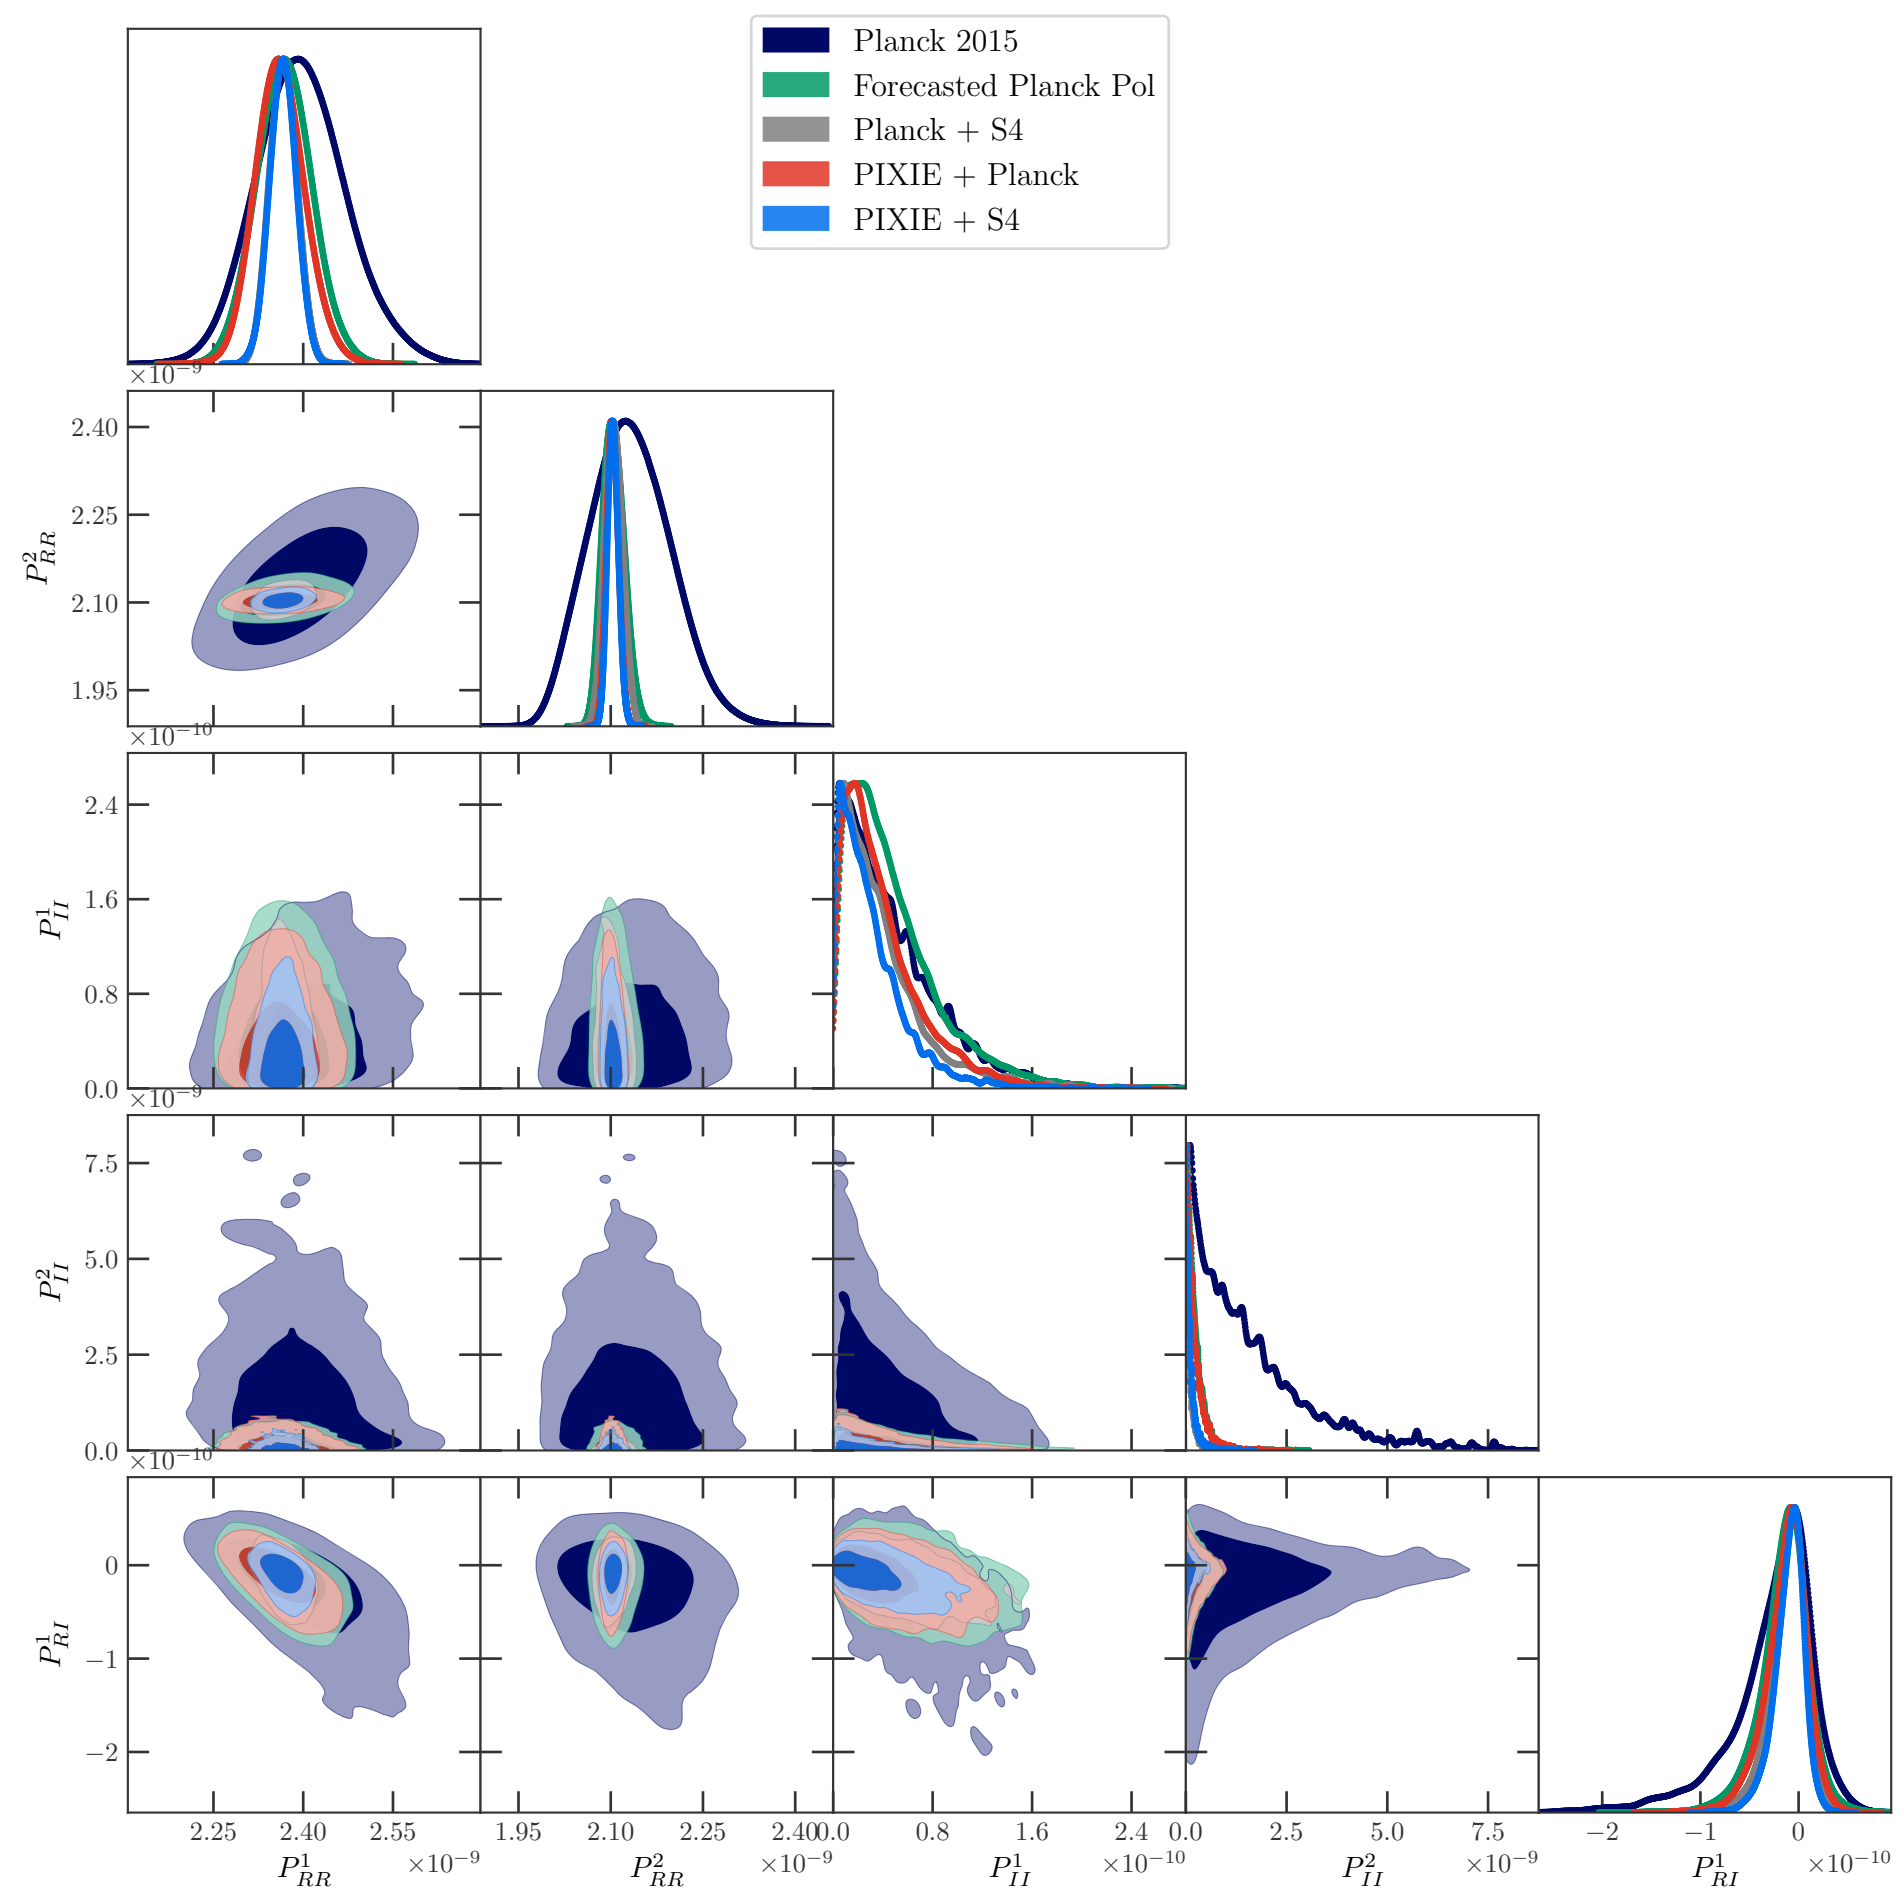 Planck 2015
Forecasted Planck Pol
Planck + S4
PIXIE + Planck
PIXIE + S4
×10⁻⁹
2.40
2.25
2.10
1.95
P²_RR
×10⁻¹⁰
2.4
1.6
0.8
0.0
P¹_II
×10⁻⁹
7.5
5.0
2.5
0.0
P²_II
×10⁻¹⁰
0
−1
−2
P¹_RI
2.25 2.40 2.55 1.95 2.10 2.25 2.40 0.0 0.8 1.6 2.4 0.0 2.5 5.0 7.5 −2 −1 0
P¹_RR ×10⁻⁹ P²_RR ×10⁻⁹ P¹_II ×10⁻¹⁰ P²_II ×10⁻⁹ P¹_RI ×10⁻¹⁰